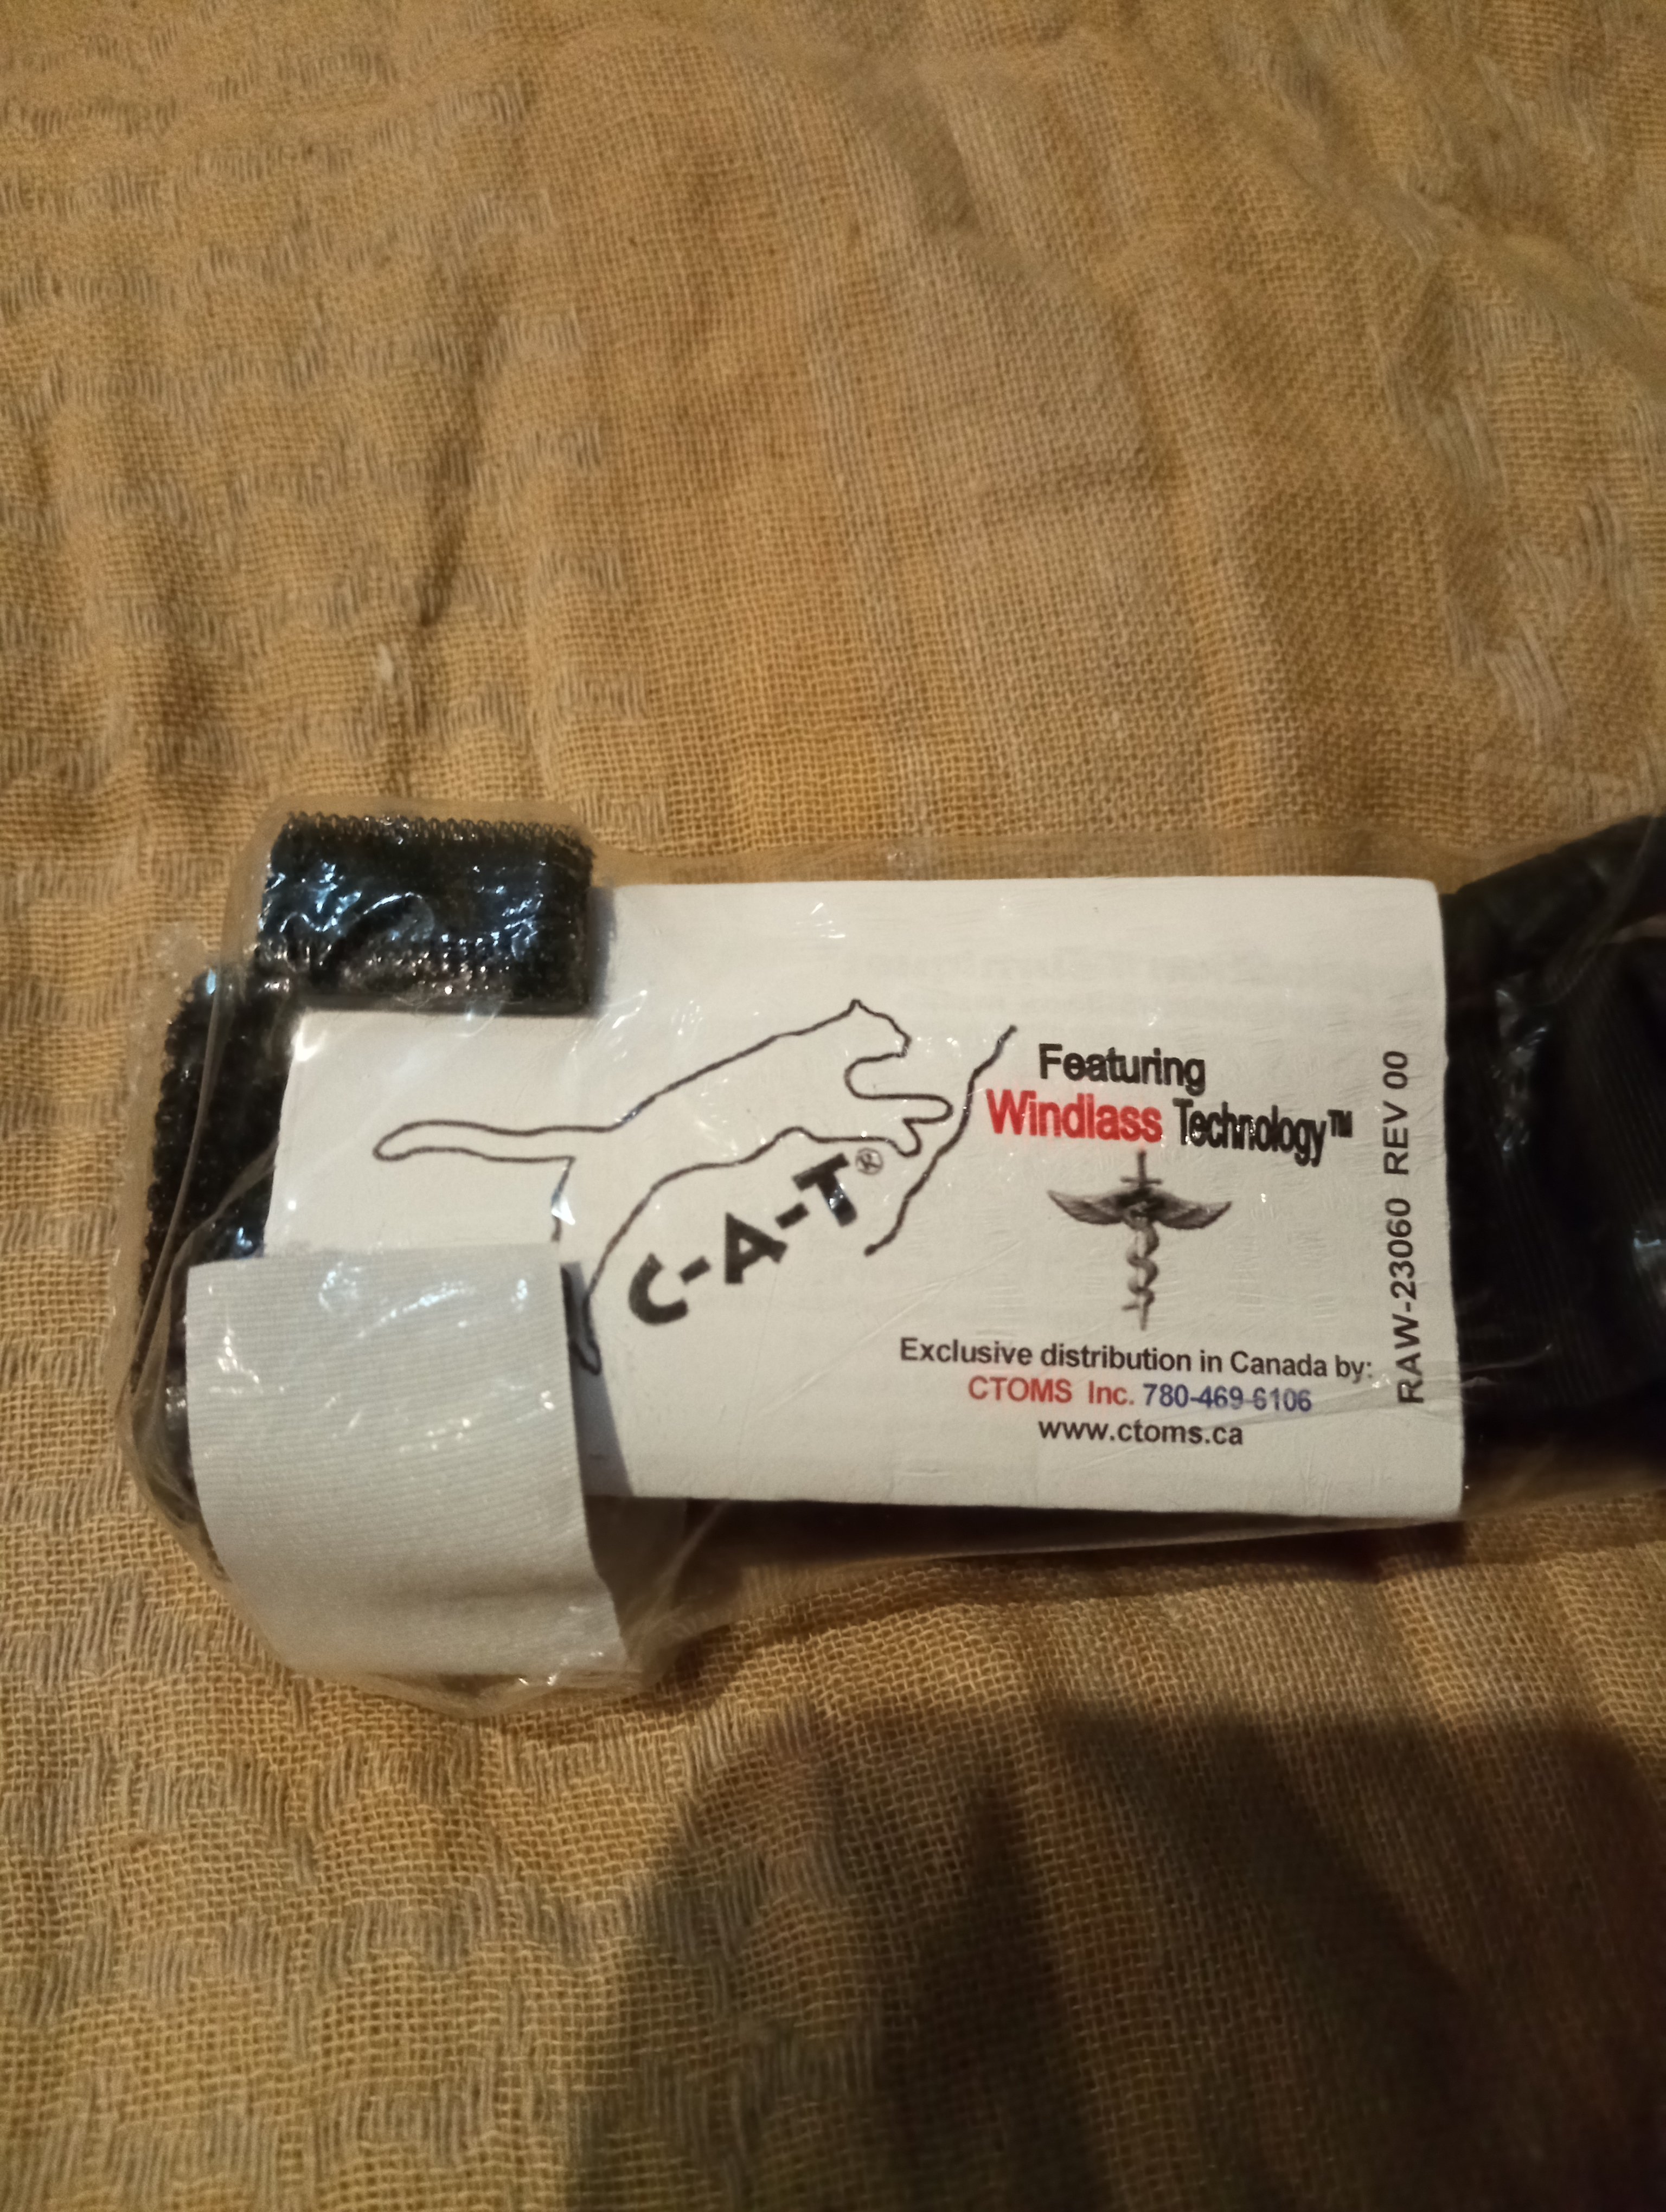 C-A-T®
Featuring
Windlass Technology™
Exclusive distribution in Canada by:
CTOMS Inc. 780-469-6106
www.ctoms.ca
RAW-23060 REV 00